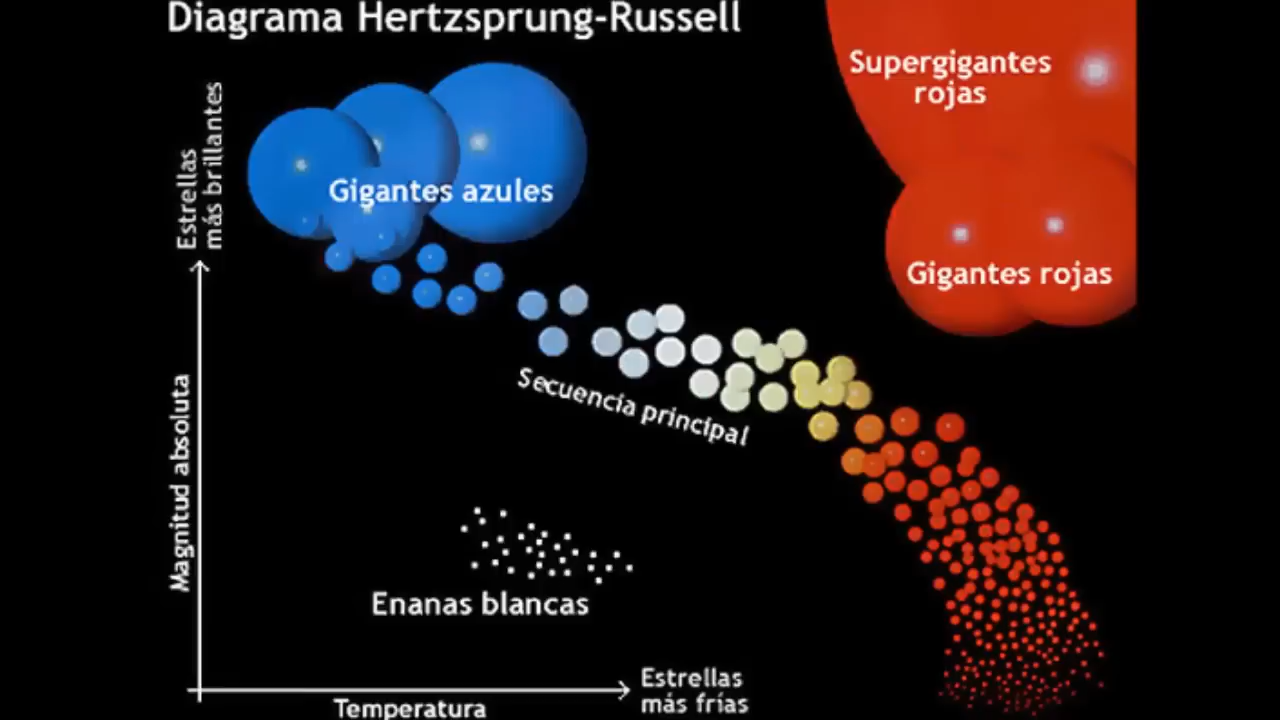 Diagrama Hertzsprung-Russell
Supergigantes
rojas
Estrellas
más brillantes
Gigantes azules
Gigantes rojas
Secuencia principal
Magnitud absoluta
Enanas blancas
Estrellas
más frías
Temperatura